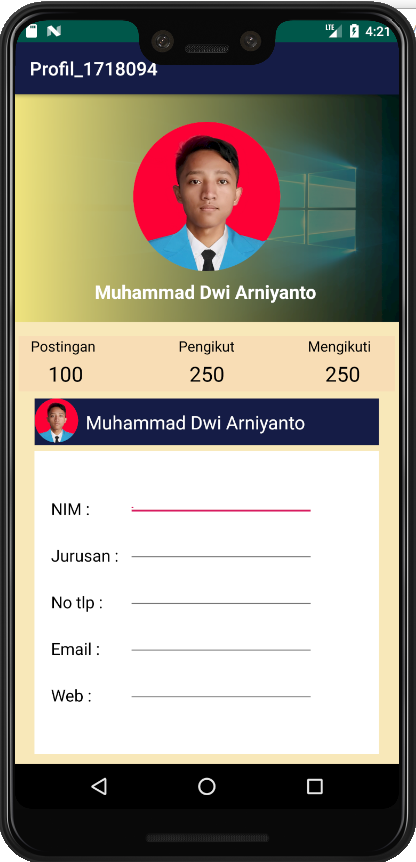 LTE 4:21
Profil_1718094
Muhammad Dwi Arniyanto
Postingan Pengikut Mengikuti
100 250 250
Muhammad Dwi Arniyanto
NIM :
Jurusan :
No tlp :
Email :
Web :